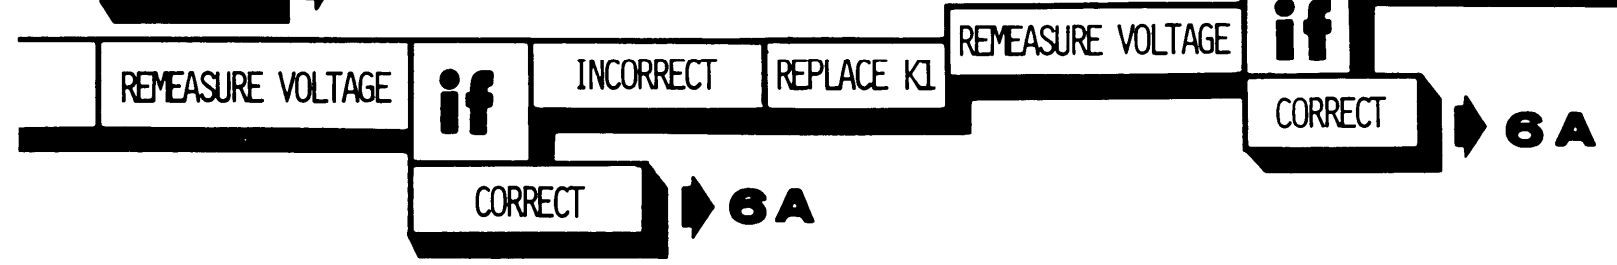 REMEASURE VOLTAGE
if
INCORRECT
REPLACE K1
REMEASURE VOLTAGE
if
CORRECT
6A
CORRECT
6A